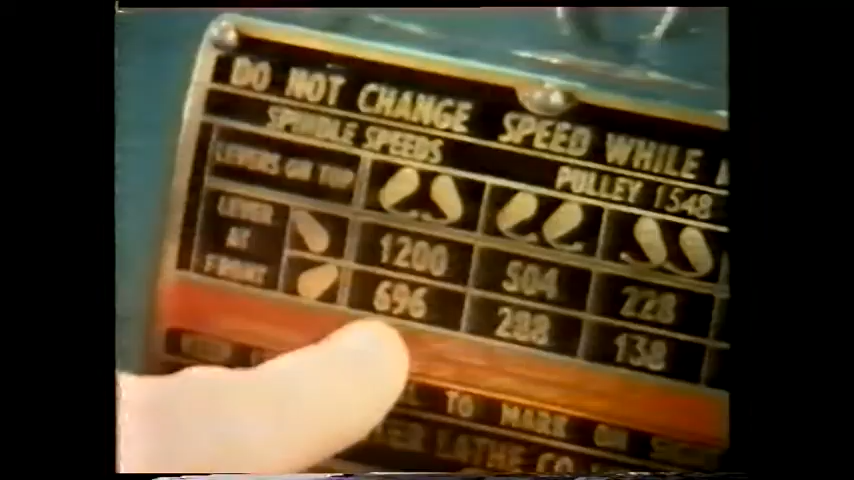 DO NOT CHANGE SPEED WHILE
SPINDLE SPEEDS
PULLEY 1548
LEVERS ON TOP
LEVER AT FRONT
1200 504 228
696 288 138
TO MARK ON
LATHE CO